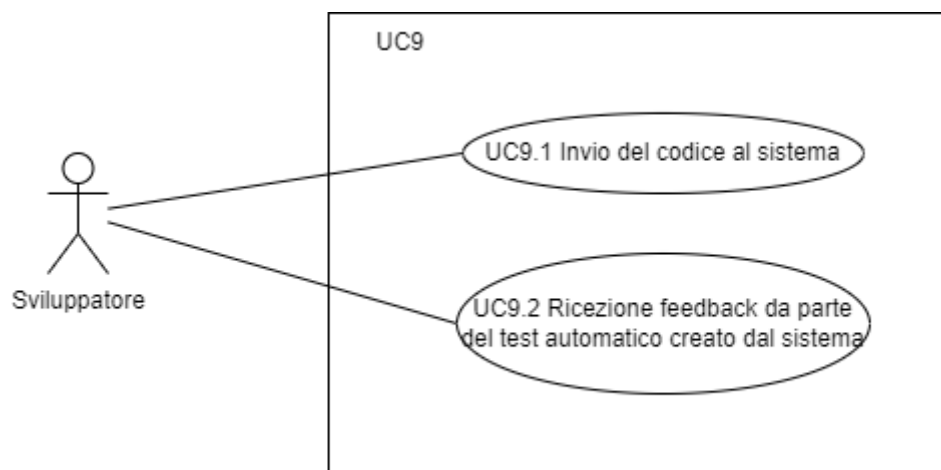 UC9
UC9.1 Invio del codice al sistema
Sviluppatore
UC9.2 Ricezione feedback da parte
del test automatico creato dal sistema